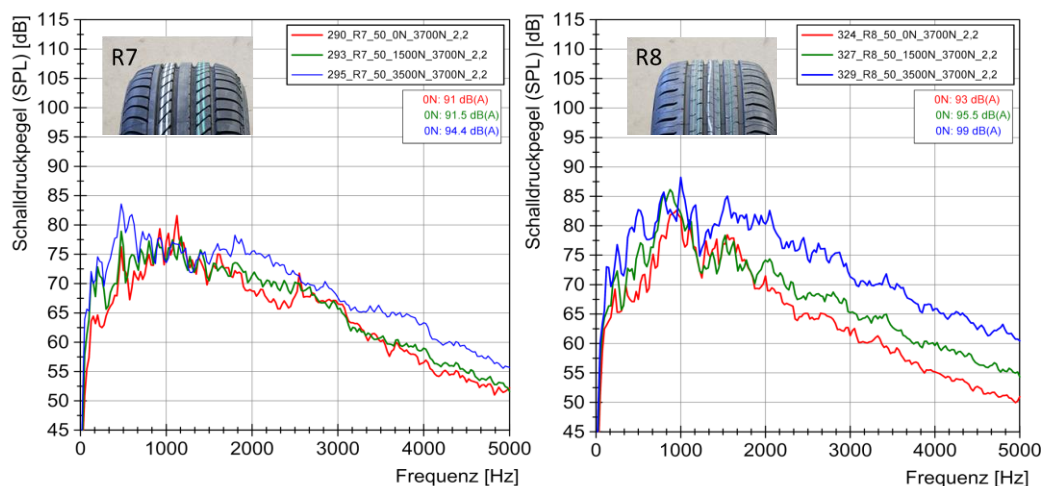 Schalldruckpegel (SPL) [dB]
115
110
105
100
95
90
85
80
75
70
65
60
55
50
45
R7
290_R7_50_0N_3700N_2,2
293_R7_50_1500N_3700N_2,2
295_R7_50_3500N_3700N_2,2
0N: 91 dB(A)
0N: 91.5 dB(A)
0N: 94.4 dB(A)
0 1000 2000 3000 4000 5000
Frequenz [Hz]
Schalldruckpegel (SPL) [dB]
115
110
105
100
95
90
85
80
75
70
65
60
55
50
45
R8
324_R8_50_0N_3700N_2,2
327_R8_50_1500N_3700N_2,2
329_R8_50_3500N_3700N_2,2
0N: 93 dB(A)
0N: 95.5 dB(A)
0N: 99 dB(A)
0 1000 2000 3000 4000 5000
Frequenz [Hz]